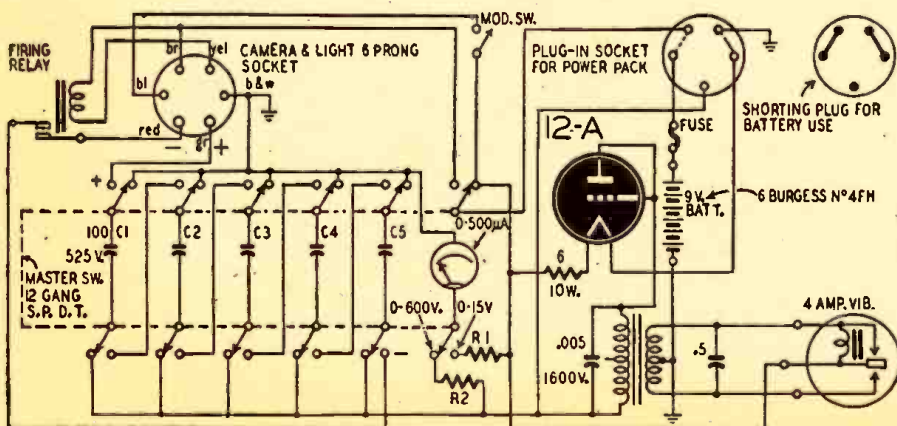 FIRING
RELAY
br
yel
bl
red
gr
b&w
−
+
CAMERA & LIGHT 6 PRONG
SOCKET
MOD. SW.
PLUG-IN SOCKET
FOR POWER PACK
SHORTING PLUG FOR
BATTERY USE
12-A
FUSE
9V.
BATT.
6 BURGESS Nº 4FH
+
100
C1
525V.
C2
C3
C4
C5
0-500µA
MASTER SW.
12 GANG
S.P.D.T.
0-600V.
0-15V
−
R1
R2
6
10W.
.005
1600V.
.5
4 AMP. VIB.